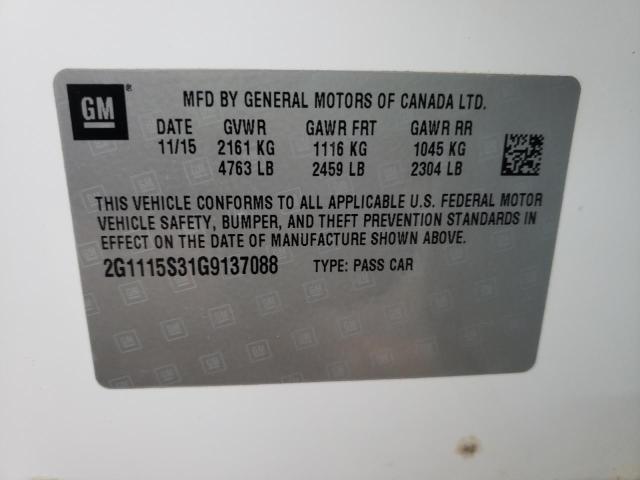 GM
MFD BY GENERAL MOTORS OF CANADA LTD.
DATE GVWR GAWR FRT GAWR RR
11/15 2161 KG 1116 KG 1045 KG
4763 LB 2459 LB 2304 LB
THIS VEHICLE CONFORMS TO ALL APPLICABLE U.S. FEDERAL MOTOR
VEHICLE SAFETY, BUMPER, AND THEFT PREVENTION STANDARDS IN
EFFECT ON THE DATE OF MANUFACTURE SHOWN ABOVE.
2G1115S31G9137088 TYPE: PASS CAR